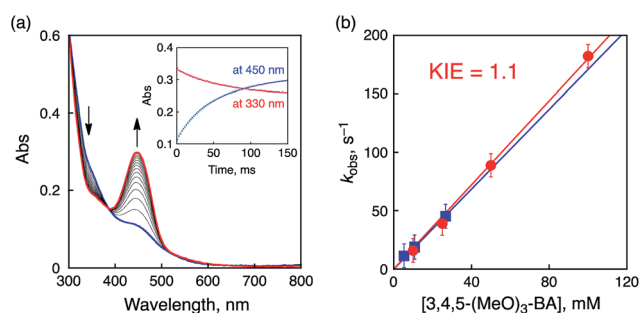 (a)
0.6
0.4
0.2
0
Abs
300 400 500 600 700 800
Wavelength, nm
0.5
0.4
0.3
0.2
0.1
Abs
at 450 nm
at 330 nm
0 50 100 150
Time, ms
(b)
200
150
100
50
0
kobs, s–1
KIE = 1.1
0 40 80 120
[3,4,5-(MeO)3-BA], mM